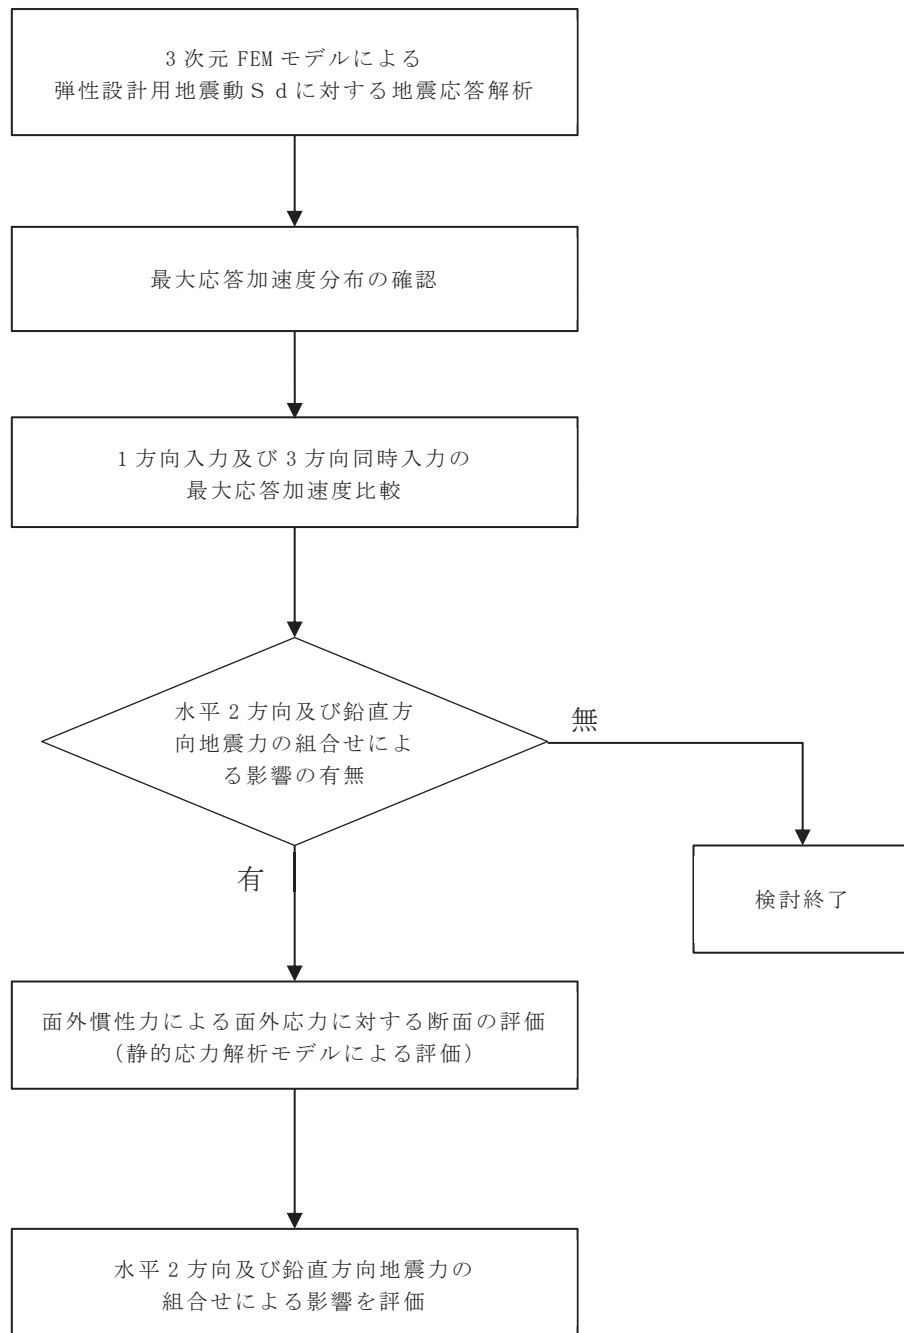 3次元FEMモデルによる
弾性設計用地震動Ｓｄに対する地震応答解析
最大応答加速度分布の確認
1方向入力及び3方向同時入力の
最大応答加速度比較
水平2方向及び鉛直方
向地震力の組合せによ
る影響の有無
無
有
検討終了
面外慣性力による面外応力に対する断面の評価
（静的応力解析モデルによる評価）
水平2方向及び鉛直方向地震力の
組合せによる影響を評価